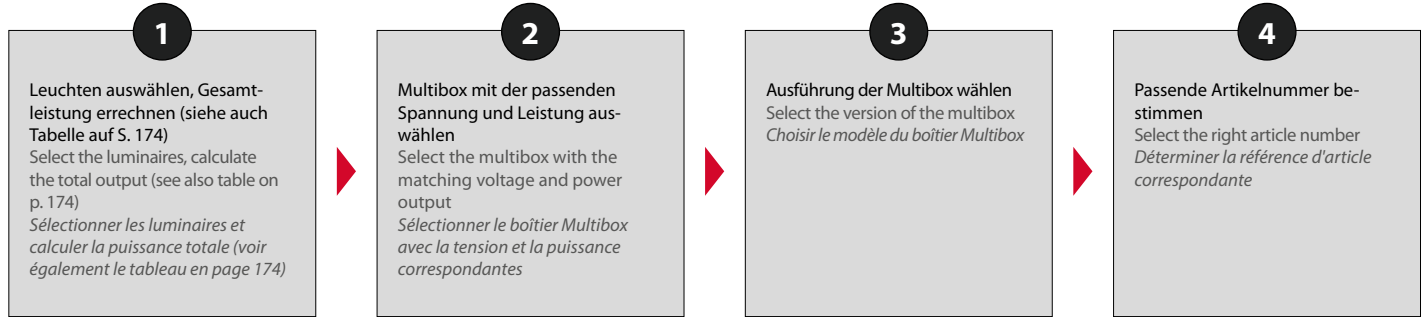 1
Leuchten auswählen, Gesamt-
leistung errechnen (siehe auch
Tabelle auf S. 174)
Select the luminaires, calculate
the total output (see also table on
p. 174)
Sélectionner les luminaires et
calculer la puissance totale (voir
également le tableau en page 174)
2
Multibox mit der passenden
Spannung und Leistung aus-
wählen
Select the multibox with the
matching voltage and power
output
Sélectionner le boîtier Multibox
avec la tension et la puissance
correspondantes
3
Ausführung der Multibox wählen
Select the version of the multibox
Choisir le modèle du boîtier Multibox
4
Passende Artikelnummer be-
stimmen
Select the right article number
Déterminer la référence d'article
correspondante